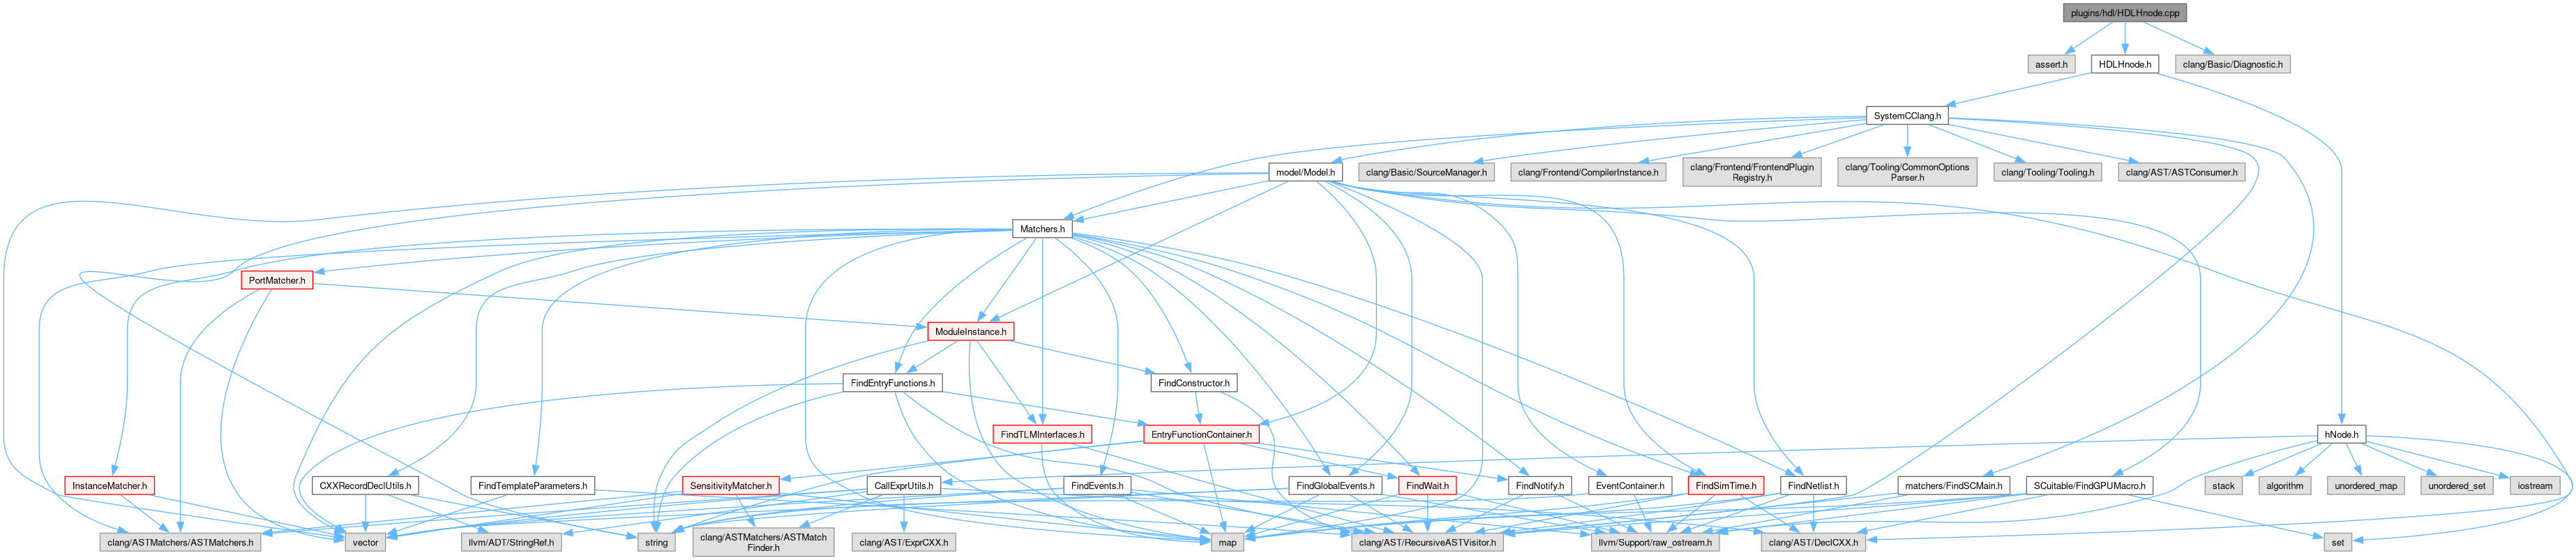 plugins/hdl/HDLHnode.cpp
assert.h
HDLHnode.h
clang/Basic/Diagnostic.h
SystemCClang.h
model/Model.h
clang/Basic/SourceManager.h
clang/Frontend/CompilerInstance.h
clang/Frontend/FrontendPlugin
Registry.h
clang/Tooling/CommonOptions
Parser.h
clang/Tooling/Tooling.h
clang/AST/ASTConsumer.h
Matchers.h
PortMatcher.h
ModuleInstance.h
FindEntryFunctions.h
FindConstructor.h
FindTLMInterfaces.h
EntryFunctionContainer.h
hNode.h
InstanceMatcher.h
CXXRecordDeclUtils.h
FindTemplateParameters.h
SensitivityMatcher.h
CallExprUtils.h
FindEvents.h
FindGlobalEvents.h
FindWait.h
FindNotify.h
EventContainer.h
FindSimTime.h
FindNetlist.h
matchers/FindSCMain.h
SCuitable/FindGPUMacro.h
stack
algorithm
unordered_map
unordered_set
iostream
clang/ASTMatchers/ASTMatchers.h
vector
llvm/ADT/StringRef.h
string
clang/ASTMatchers/ASTMatch
Finder.h
clang/AST/ExprCXX.h
map
clang/AST/RecursiveASTVisitor.h
llvm/Support/raw_ostream.h
clang/AST/DeclCXX.h
set